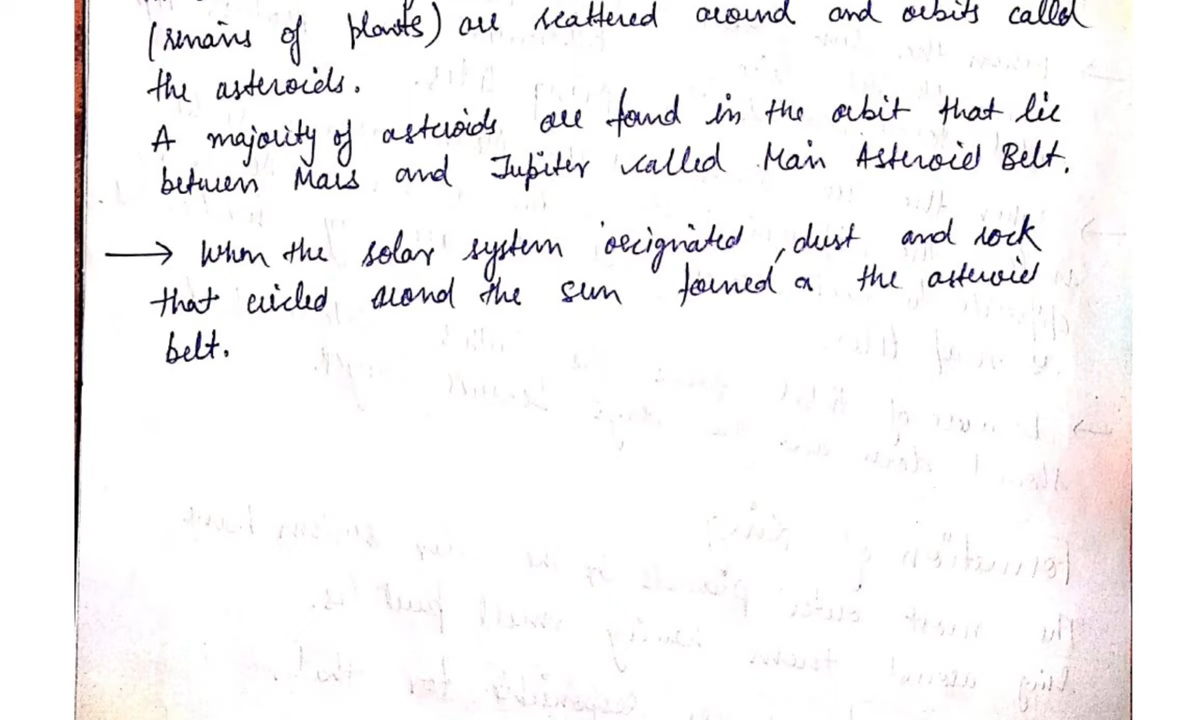 (remains of planets) are scattered around and orbits called
the asteroids.
A majority of asteroids are found in the orbit that lie
between Mars and Jupiter called Main Asteroid Belt.
→ When the solar system origniated, dust and rock
that circled around the sun formed a the asteroid
belt.